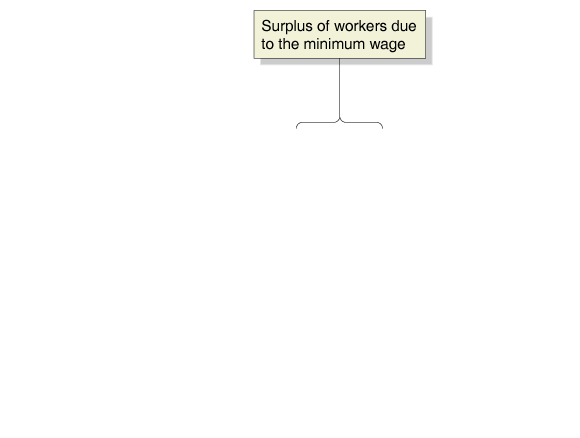 Surplus of workers due
to the minimum wage